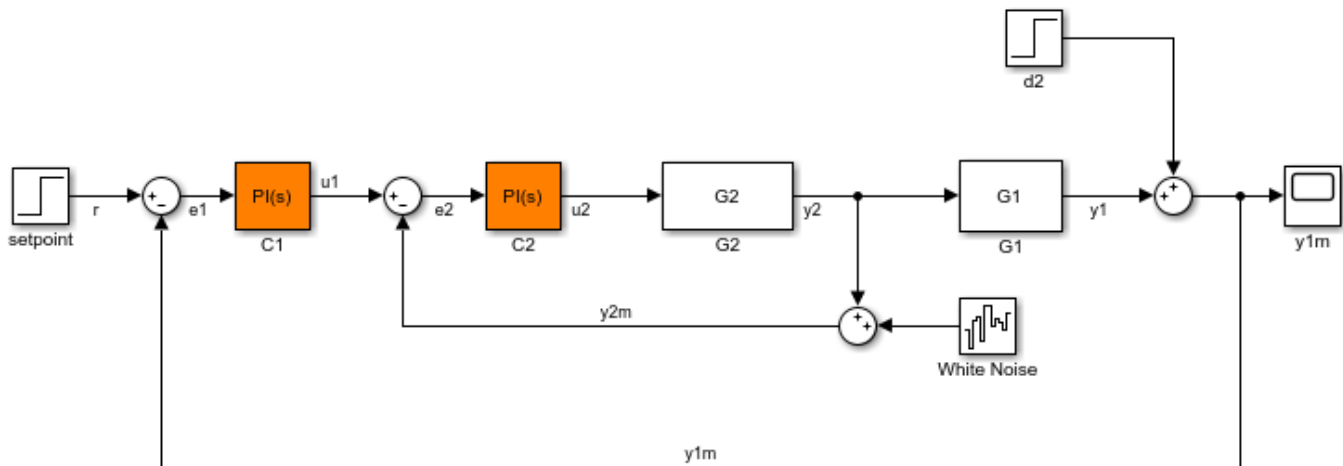 d2
PI(s)
PI(s)
G2
G1
u1
r
e1
e2
u2
y2
y1
setpoint
C1
C2
G2
G1
y1m
y2m
White Noise
y1m